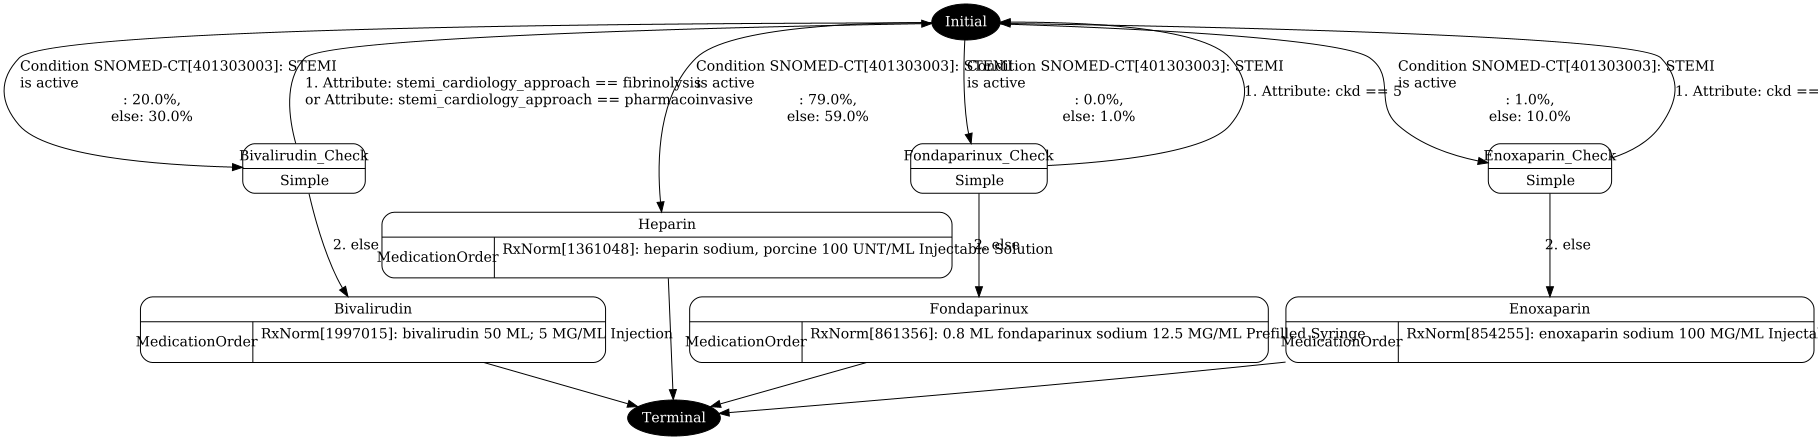 Initial
Condition SNOMED-CT[401303003]: STEMI
is active
: 20.0%,
else: 30.0%
1. Attribute: stemi_cardiology_approach == fibrinolysis
or Attribute: stemi_cardiology_approach == pharmacoinvasive
Condition SNOMED-CT[401303003]: STEMI
is active
: 79.0%,
else: 59.0%
Condition SNOMED-CT[401303003]: STEMI
is active
: 0.0%,
else: 1.0%
1. Attribute: ckd == 5
Condition SNOMED-CT[401303003]: STEMI
is active
: 1.0%,
else: 10.0%
1. Attribute: ckd ==
Bivalirudin_Check
Simple
Fondaparinux_Check
Simple
Enoxaparin_Check
Simple
2. else
Heparin
MedicationOrder
RxNorm[1361048]: heparin sodium, porcine 100 UNT/ML Injectable Solution
2. else
2. else
Bivalirudin
MedicationOrder
RxNorm[1997015]: bivalirudin 50 ML; 5 MG/ML Injection
Fondaparinux
MedicationOrder
RxNorm[861356]: 0.8 ML fondaparinux sodium 12.5 MG/ML Prefilled Syringe
Enoxaparin
MedicationOrder
RxNorm[854255]: enoxaparin sodium 100 MG/ML Injecta
Terminal